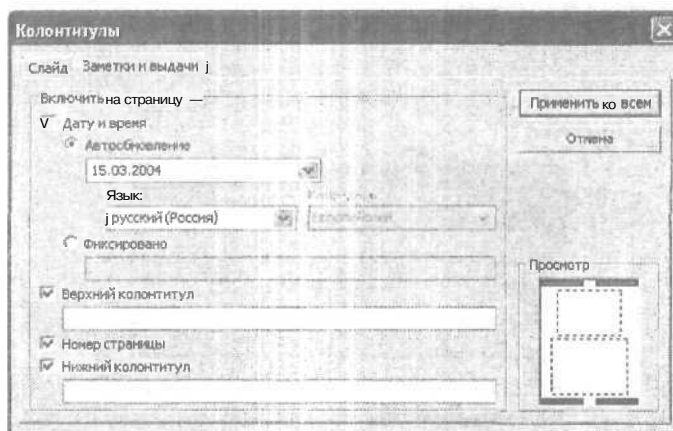 Колонтитулы
Слайд Заметки и выдачи j
Включить на страницу —
V Дату и время
Применить ко всем
Автообновление
Отмена
15.03.2004
Язык:
j русский (Россия)
Фиксировано
Просмотр
Верхний колонтитул
Номер страницы
Нижний колонтитул